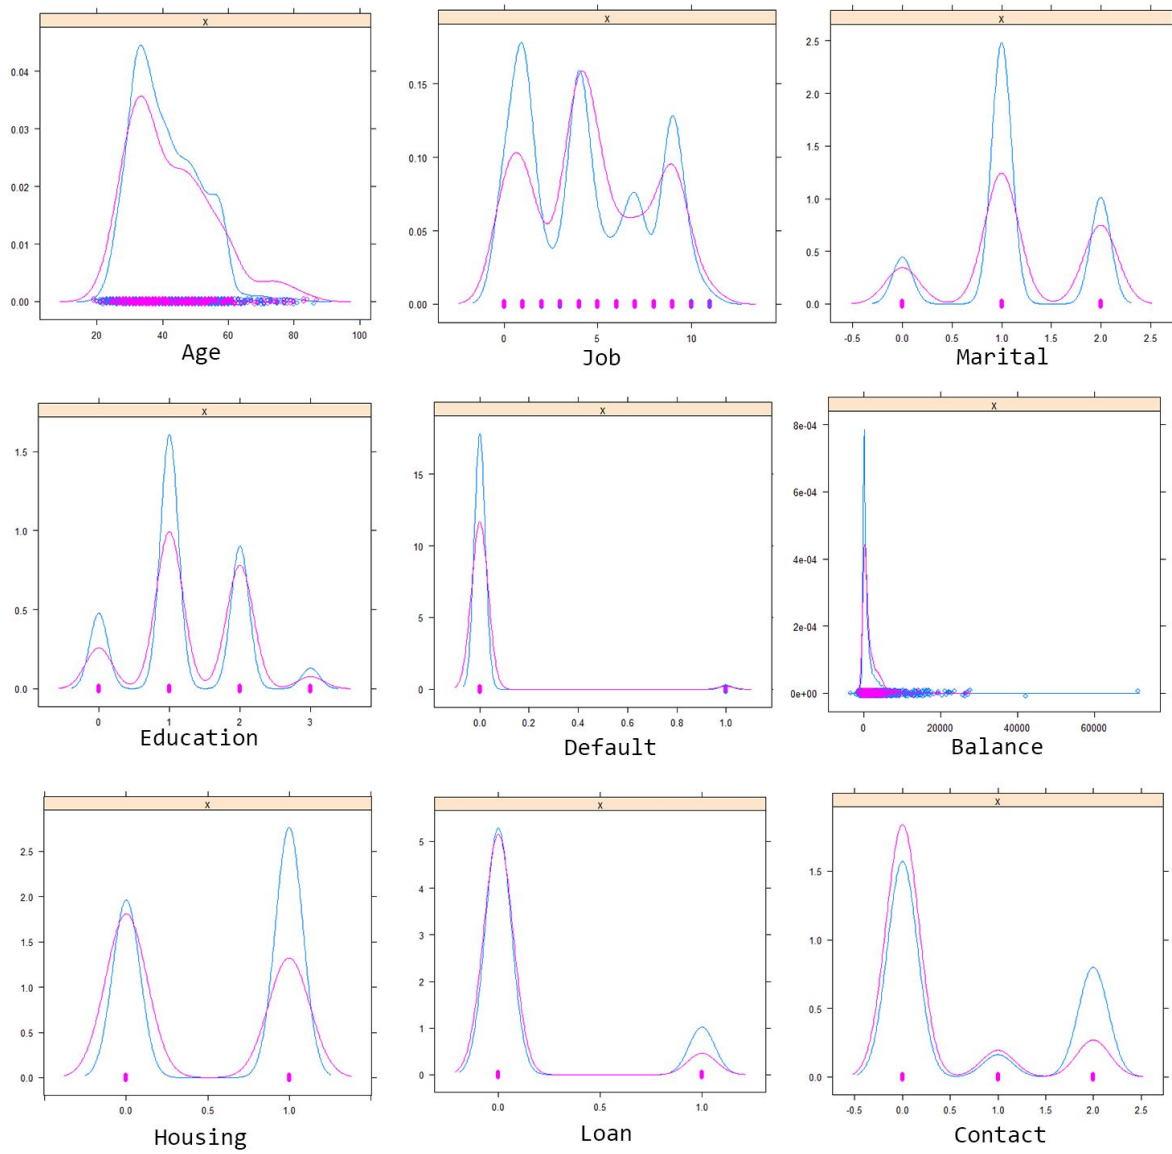 x
0.04
0.03
0.02
0.01
0.00
20 40 60 80 100
Age
x
0.15
0.10
0.05
0.00
0 5 10
Job
x
2.5
2.0
1.5
1.0
0.5
0.0
-0.5 0.0 0.5 1.0 1.5 2.0 2.5
Marital
x
1.5
1.0
0.5
0.0
0 1 2 3
Education
x
15
10
5
0
0.0 0.2 0.4 0.6 0.8 1.0
Default
x
8e-04
6e-04
4e-04
2e-04
0e+00
0 20000 40000 60000
Balance
x
2.5
2.0
1.5
1.0
0.5
0.0
0.0 0.5 1.0
Housing
x
5
4
3
2
1
0
0.0 0.5 1.0
Loan
x
1.5
1.0
0.5
0.0
-0.5 0.0 0.5 1.0 1.5 2.0 2.5
Contact